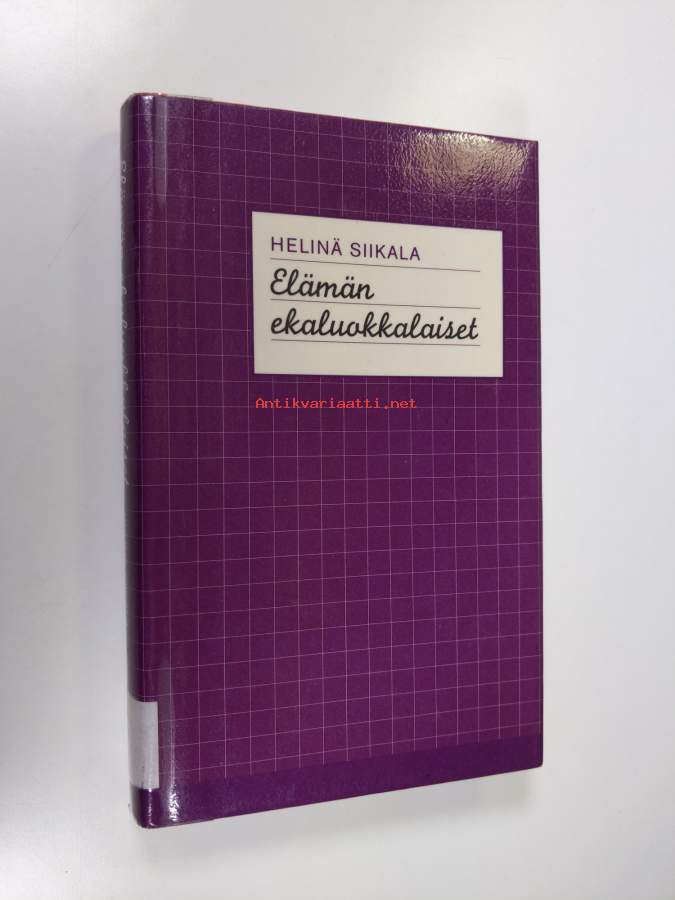 HELINÄ SIIKALA
Elämän
ekaluokkalaiset
Antikvariaatti.net